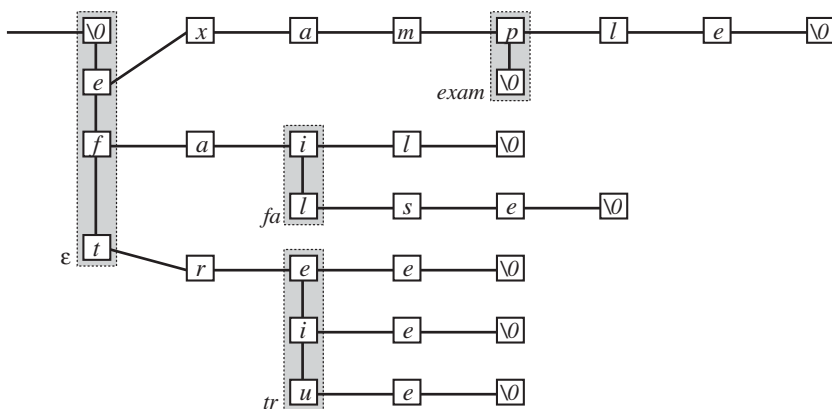 \0 x a m p l e \0
e exam \0
f a i l \0
fa l s e \0
ε t r e e \0
i e \0
tr u e \0